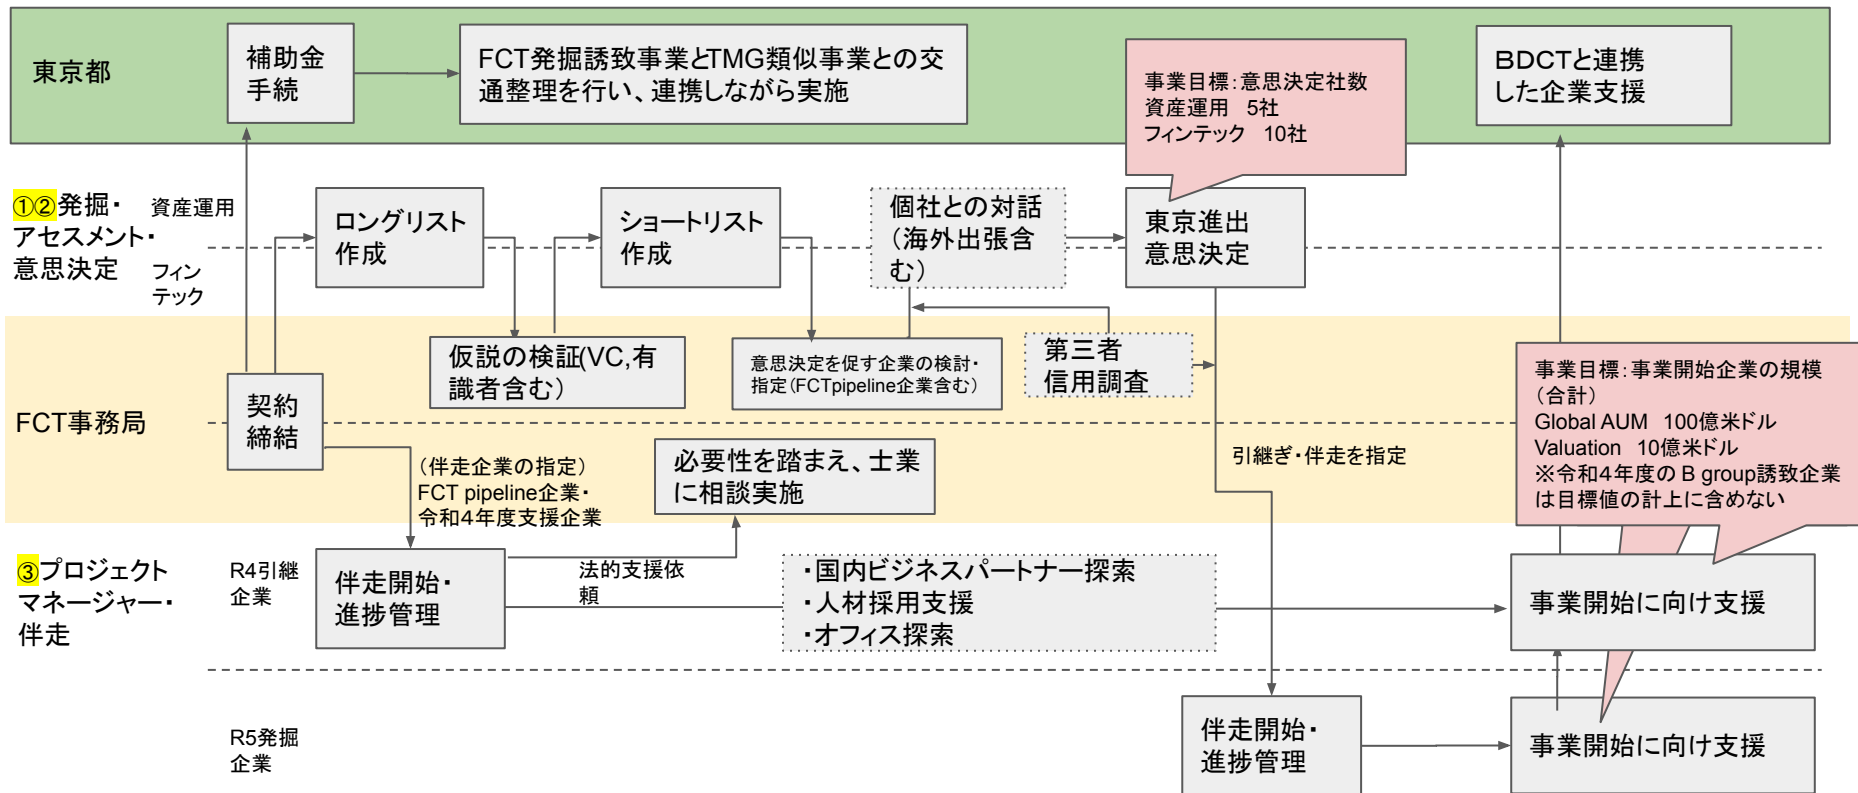 東京都
補助金
手続
FCT発掘誘致事業とTMG類似事業との交
通整理を行い、連携しながら実施
事業目標：意思決定社数
資産運用　5社
フィンテック　10社
BDCTと連携
した企業支援
①②発掘・
アセスメント・
意思決定
資産運用
フィン
テック
ロングリスト
作成
ショートリスト
作成
個社との対話
（海外出張含
む）
東京進出
意思決定
FCT事務局
契約
締結
仮説の検証(VC,有
識者含む）
意思決定を促す企業の検討・
指定（FCTpipeline企業含む）
第三者
信用調査
事業目標：事業開始企業の規模
（合計）
Global AUM　100億米ドル
Valuation　10億米ドル
※令和4年度の B group誘致企業
は目標値の計上に含めない
（伴走企業の指定）
FCT pipeline企業・
令和4年度支援企業
必要性を踏まえ、士業
に相談実施
引継ぎ・伴走を指定
③プロジェクト
マネージャー・
伴走
R4引継
企業
伴走開始・
進捗管理
法的支援依
頼
・国内ビジネスパートナー探索
・人材採用支援
・オフィス探索
事業開始に向け支援
R5発掘
企業
伴走開始・
進捗管理
事業開始に向け支援